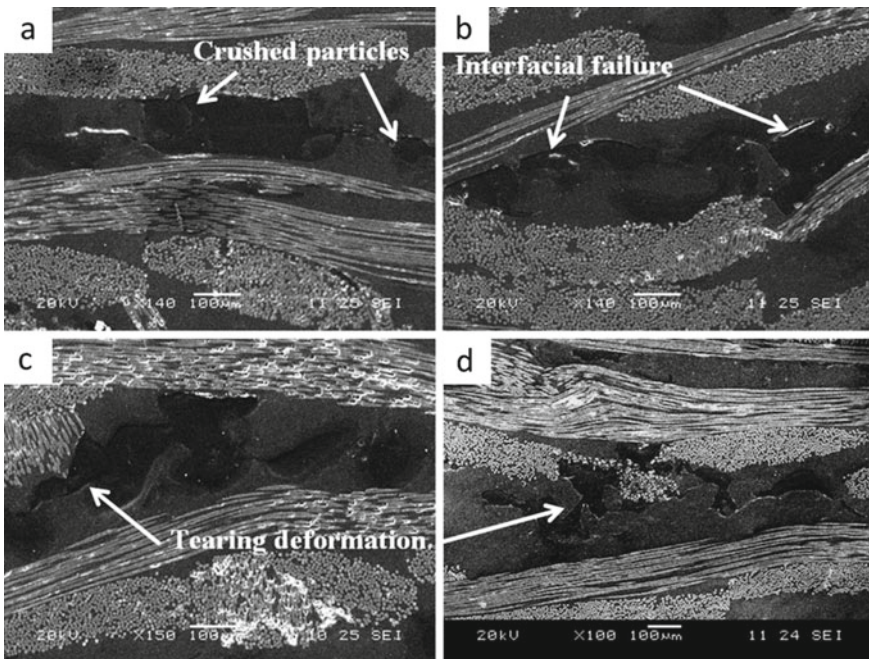 a
Crushed particles
20kV X140 100µm 11 25 SEI
b
Interfacial failure
20kV X140 100µm 11 25 SEI
c
Tearing deformation
20kV X150 100µm 10 25 SEI
d
20kV X100 100µm 11 24 SEI